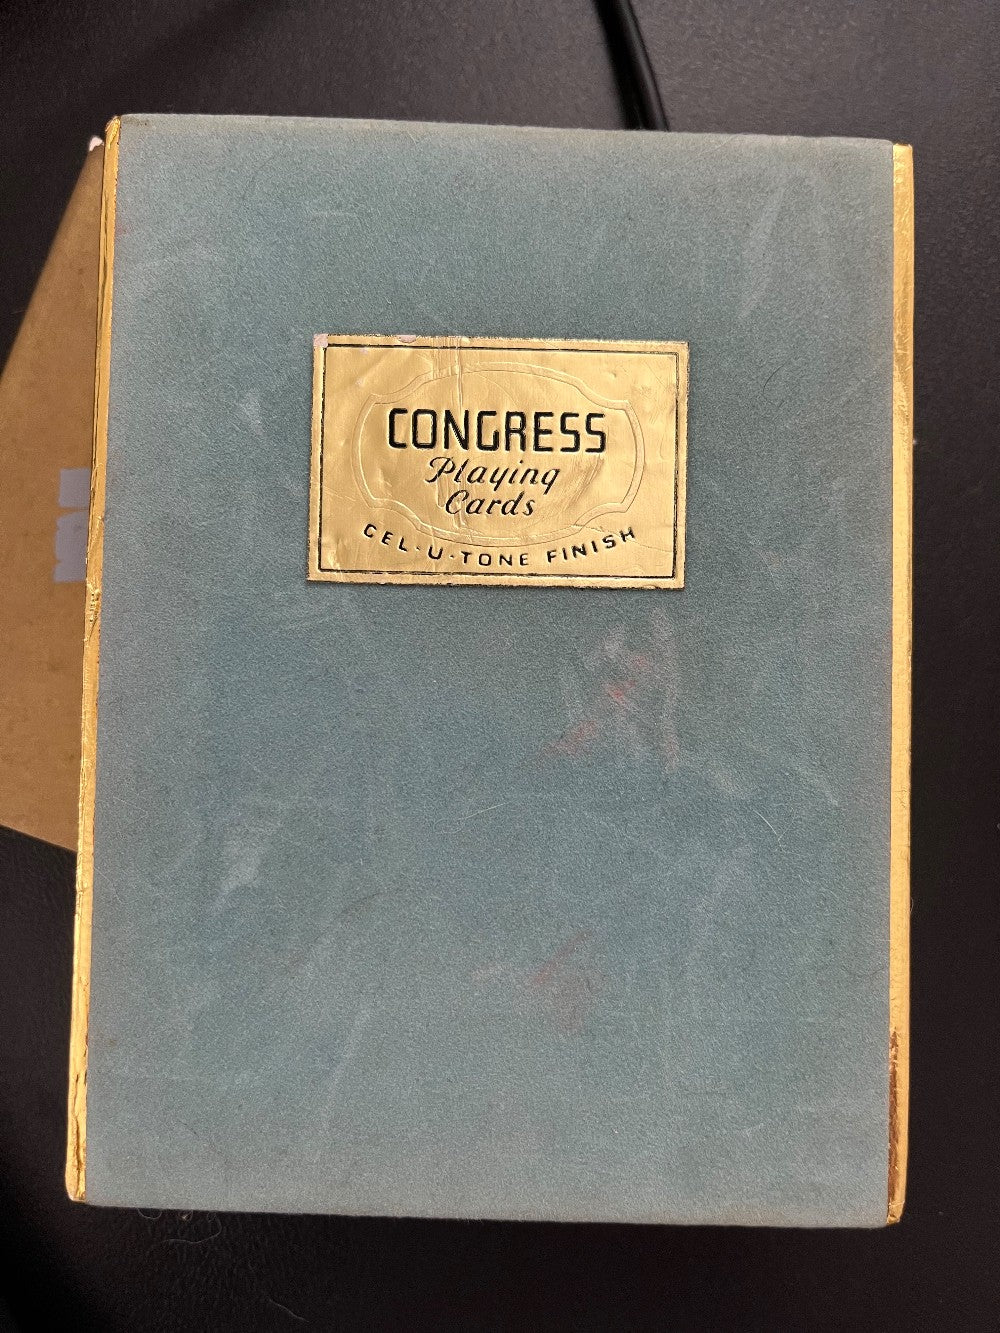 CONGRESS
Playing
Cards
CEL-U-TONE FINISH